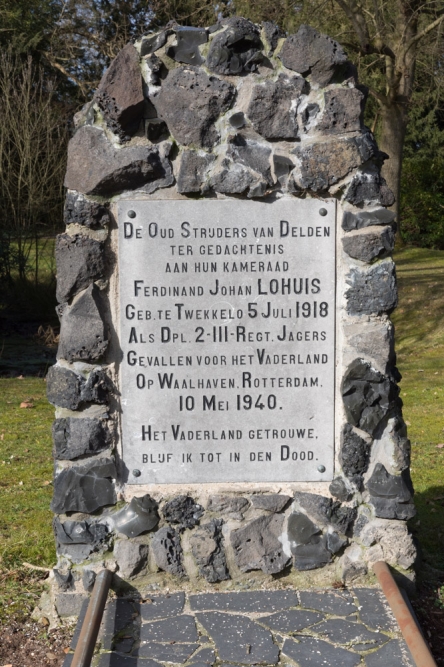 De Oud Strijders van Delden
ter gedachtenis
aan hun kameraad
Ferdinand Johan LOHUIS
Geb. te Twekkelo 5 Juli 1918
Als Dpl. 2-III-Regt. Jagers
Gevallen voor het Vaderland
Op Waalhaven. Rotterdam.
10 Mei 1940.
Het Vaderland getrouwe,
blijf ik tot in den Dood.